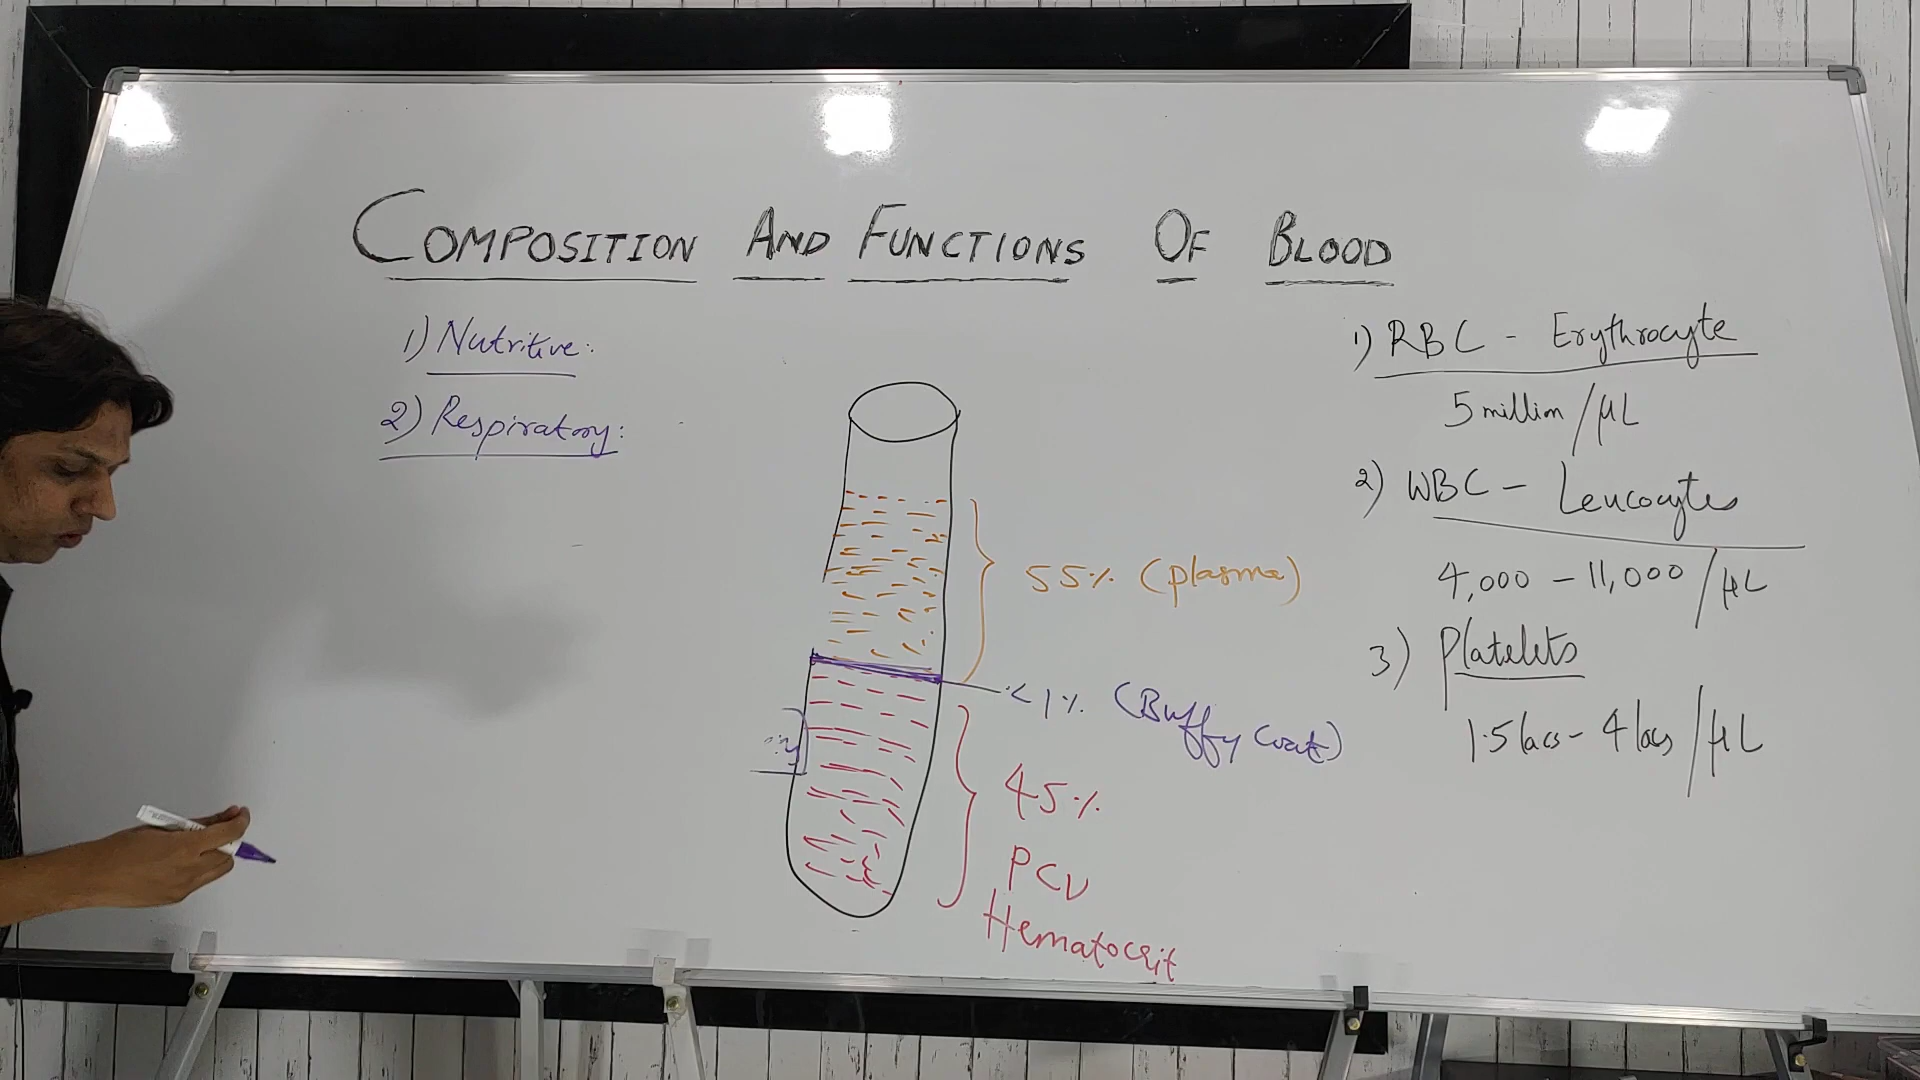 COMPOSITION AND FUNCTIONS OF BLOOD
1) Nutritive:
2) Respiratory:
55% (plasma)
<1% (Buffy coat)
45%
PCV
Hematocrit
1) RBC - Erythrocyte
5 million/μL
2) WBC - Leucocytes
4,000 - 11,000/μL
3) Platelets
1.5 lacs - 4 lacs/μL